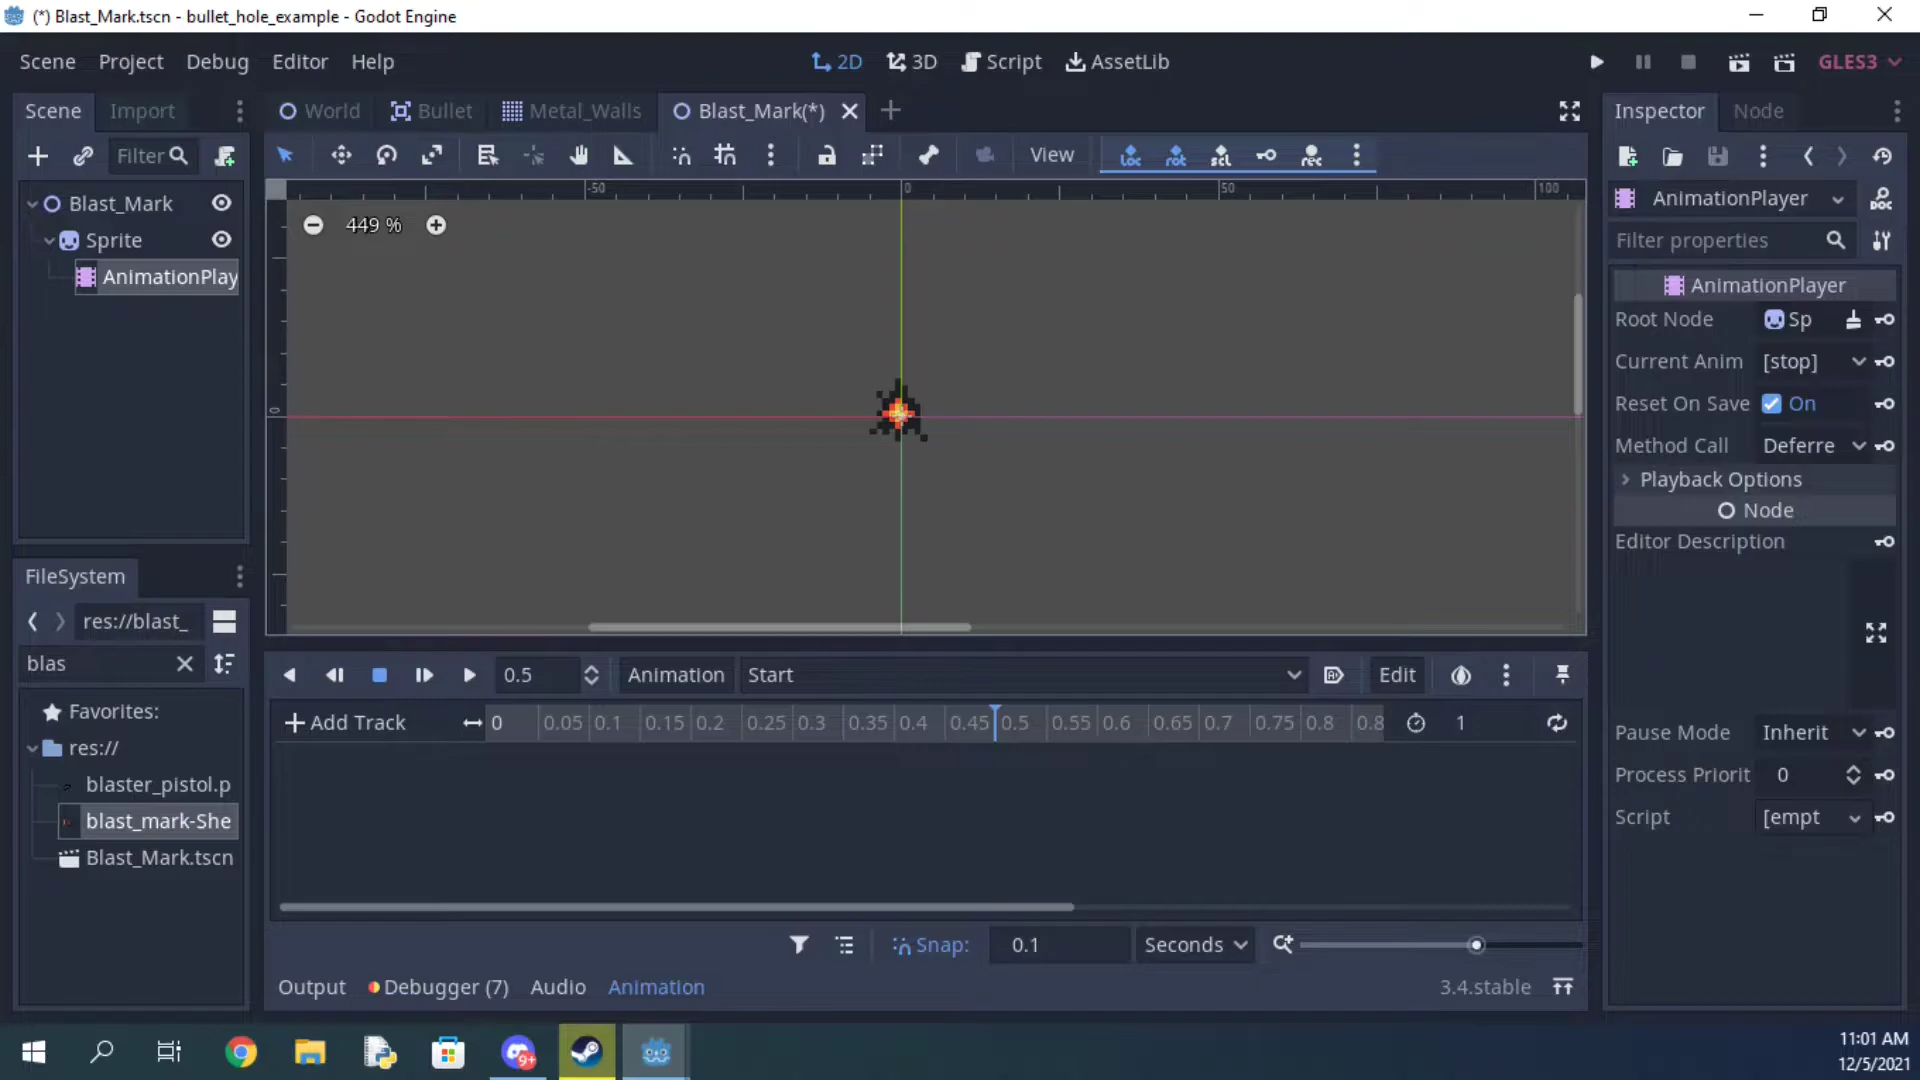 (*) Blast_Mark.tscn - bullet_hole_example - Godot Engine
Scene Project Debug Editor Help
2D 3D Script AssetLib
GLES3
Scene Import
World Bullet Metal_Walls Blast_Mark(*)
Inspector Node
Filter
View
449 %
-50 0 50 100
0
Blast_Mark
Sprite
AnimationPlay
AnimationPlayer
Filter properties
AnimationPlayer
Root Node Sp
Current Anim [stop]
Reset On Save On
Method Call Deferre
Playback Options
Node
Editor Description
Pause Mode Inherit
Process Priorit 0
Script [empt
FileSystem
res://blast_
blas
Favorites:
res://
blaster_pistol.p
blast_mark-She
Blast_Mark.tscn
0.5 Animation Start Edit
Add Track 0 0.05 0.1 0.15 0.2 0.25 0.3 0.35 0.4 0.45 0.5 0.55 0.6 0.65 0.7 0.75 0.8 0.8 1
Snap: 0.1 Seconds
Output Debugger (7) Audio Animation
3.4.stable
9+
11:01 AM
12/5/2021